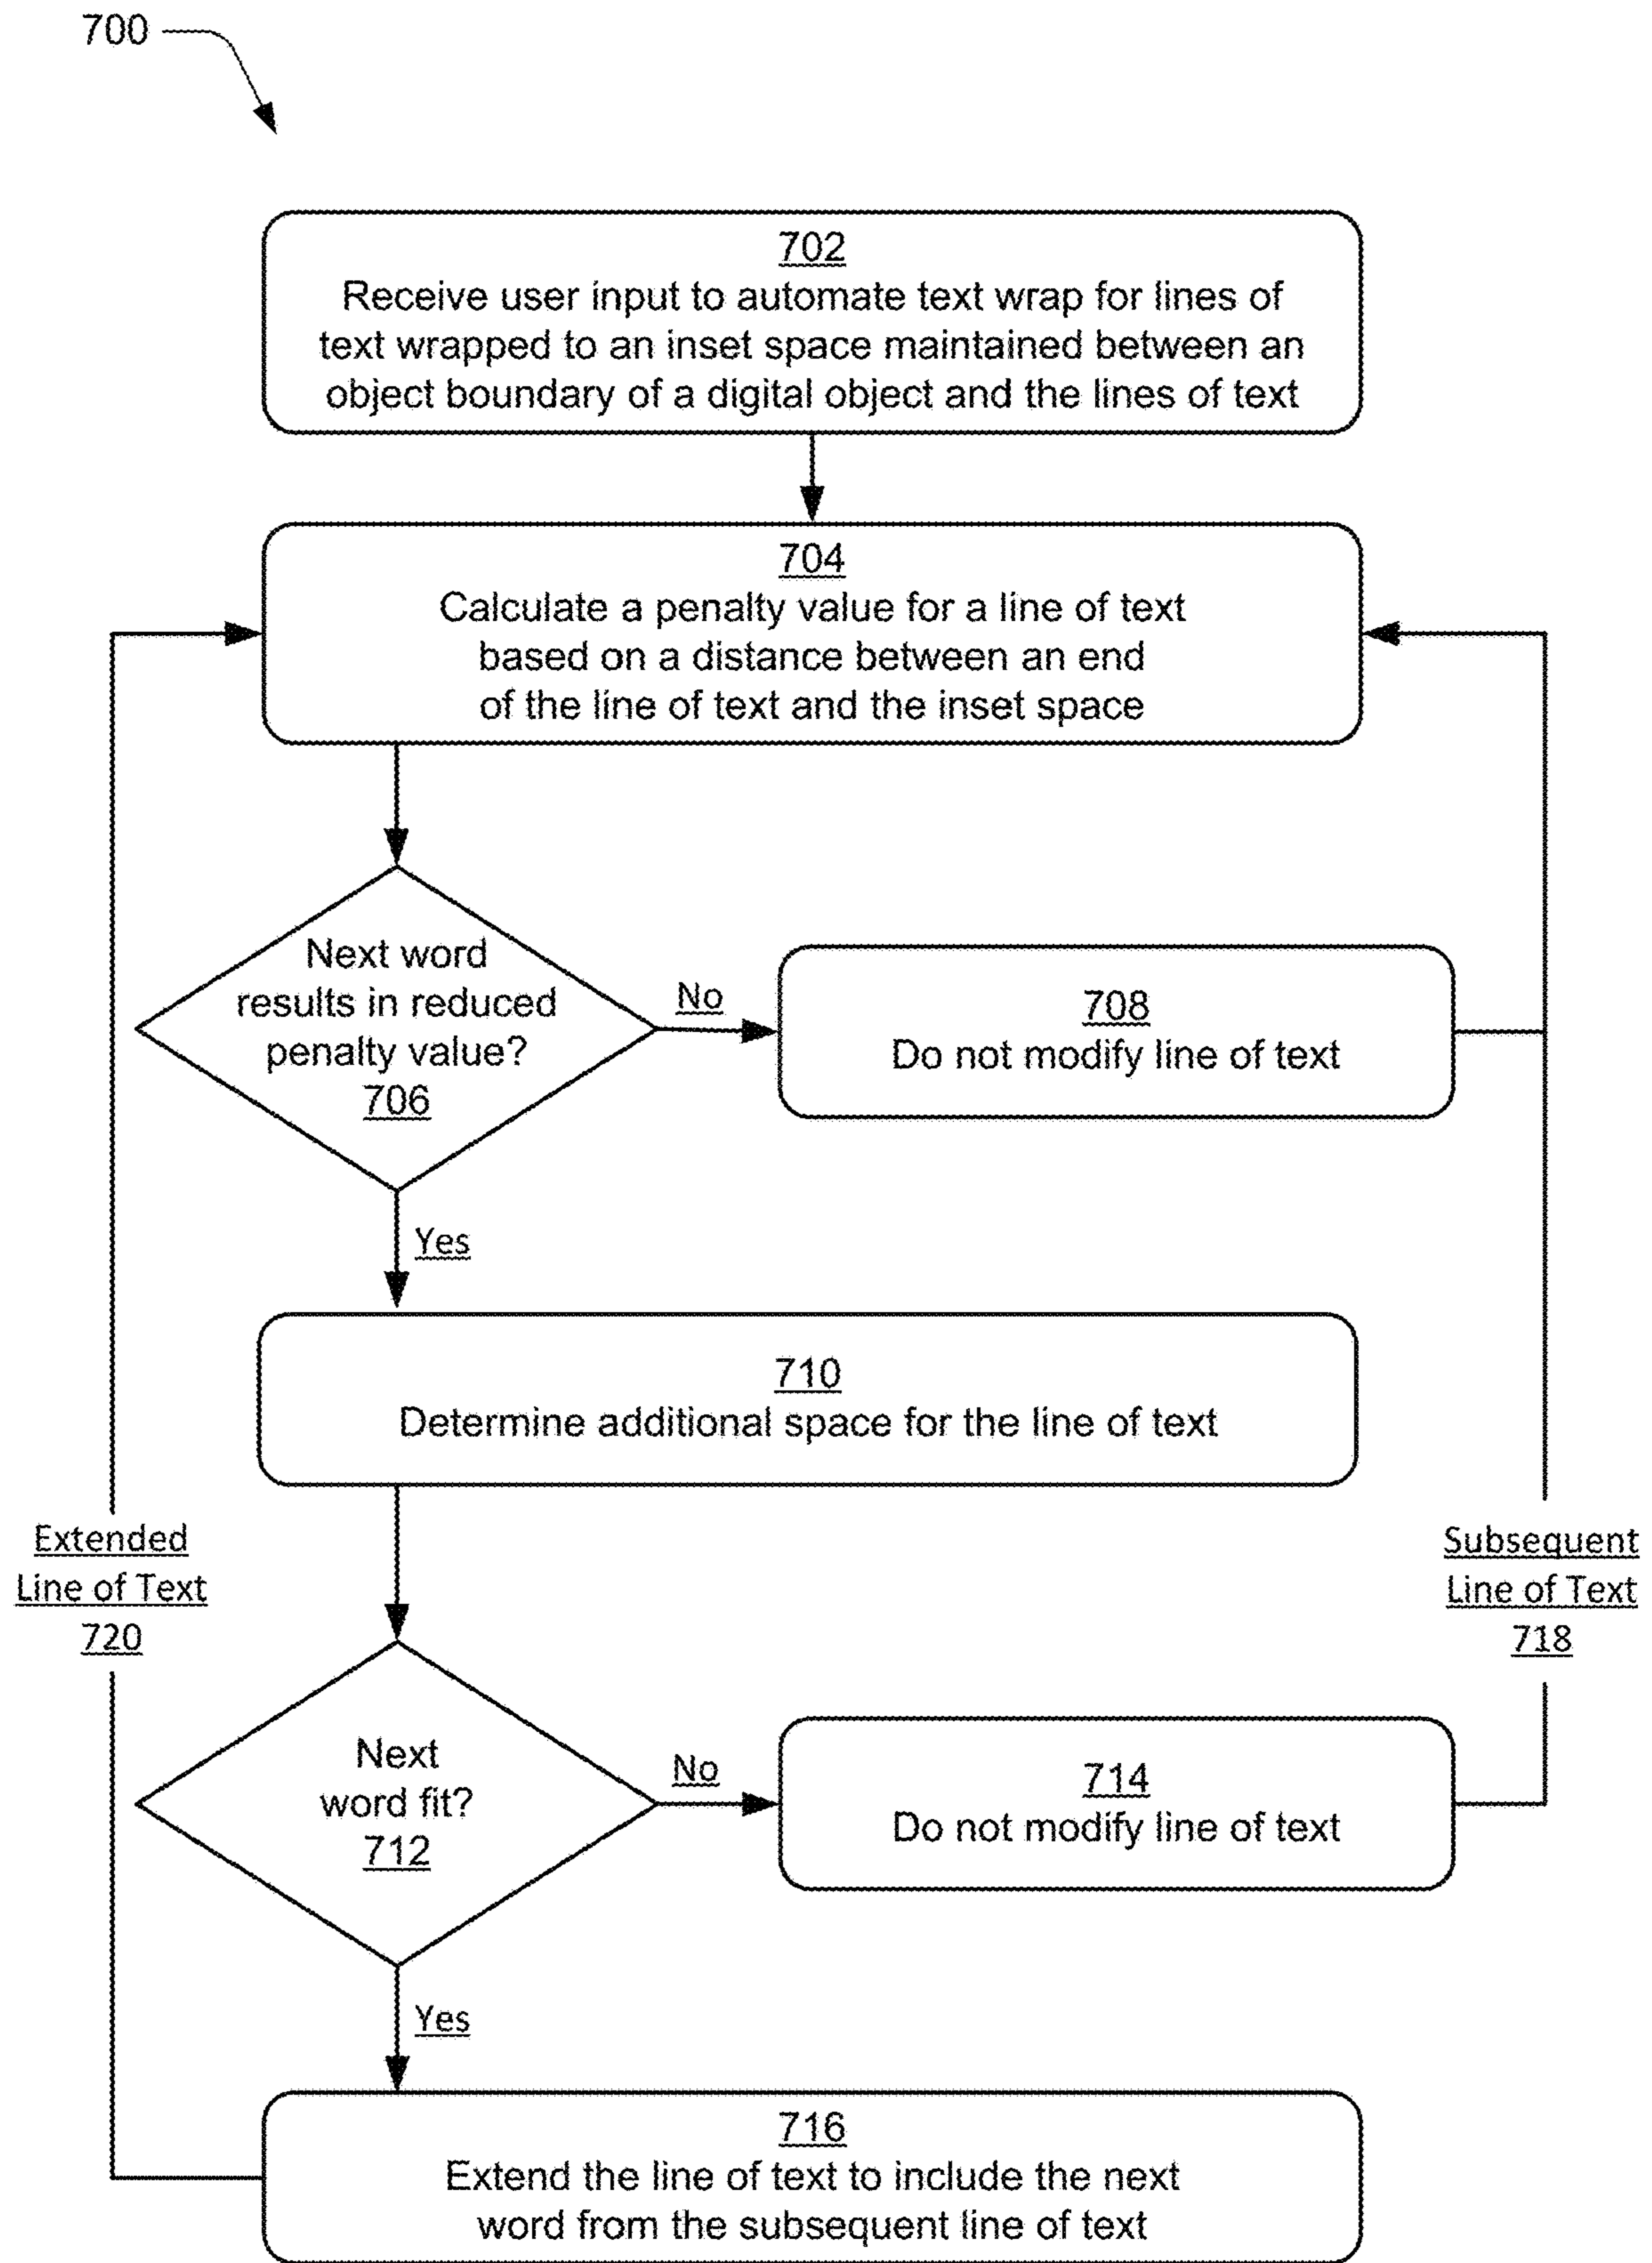 700
702
Receive user input to automate text wrap for lines of
text wrapped to an inset space maintained between an
object boundary of a digital object and the lines of text
704
Calculate a penalty value for a line of text
based on a distance between an end
of the line of text and the inset space
Next word
results in reduced
penalty value?
706
No
708
Do not modify line of text
Yes
710
Determine additional space for the line of text
Extended
Line of Text
720
Subsequent
Line of Text
718
Next
word fit?
712
No
714
Do not modify line of text
Yes
716
Extend the line of text to include the next
word from the subsequent line of text